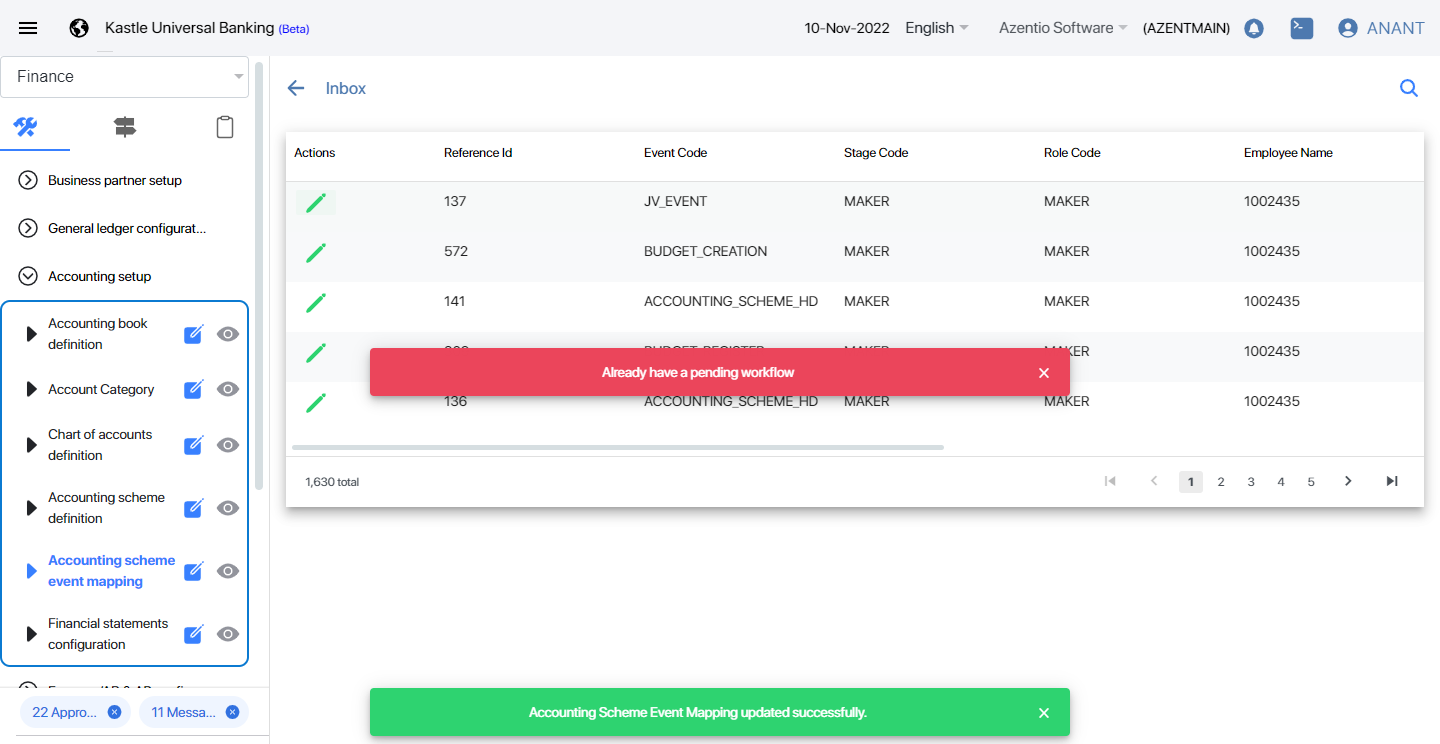 Kastle Universal Banking (Beta)
10-Nov-2022 English Azentio Software (AZENTMAIN) ANANT
Finance
Business partner setup
General ledger configurat...
Accounting setup
Accounting book
definition
Account Category
Chart of accounts
definition
Accounting scheme
definition
Accounting scheme
event mapping
Financial statements
configuration
22 Appro...
11 Messa...
Inbox
Actions Reference Id Event Code Stage Code Role Code Employee Name
137 JV_EVENT MAKER MAKER 1002435
572 BUDGET_CREATION MAKER MAKER 1002435
141 ACCOUNTING_SCHEME_HD MAKER MAKER 1002435
1002435
Already have a pending workflow
136 ACCOUNTING_SCHEME_HD MAKER MAKER 1002435
1,630 total
1 2 3 4 5
Accounting Scheme Event Mapping updated successfully.